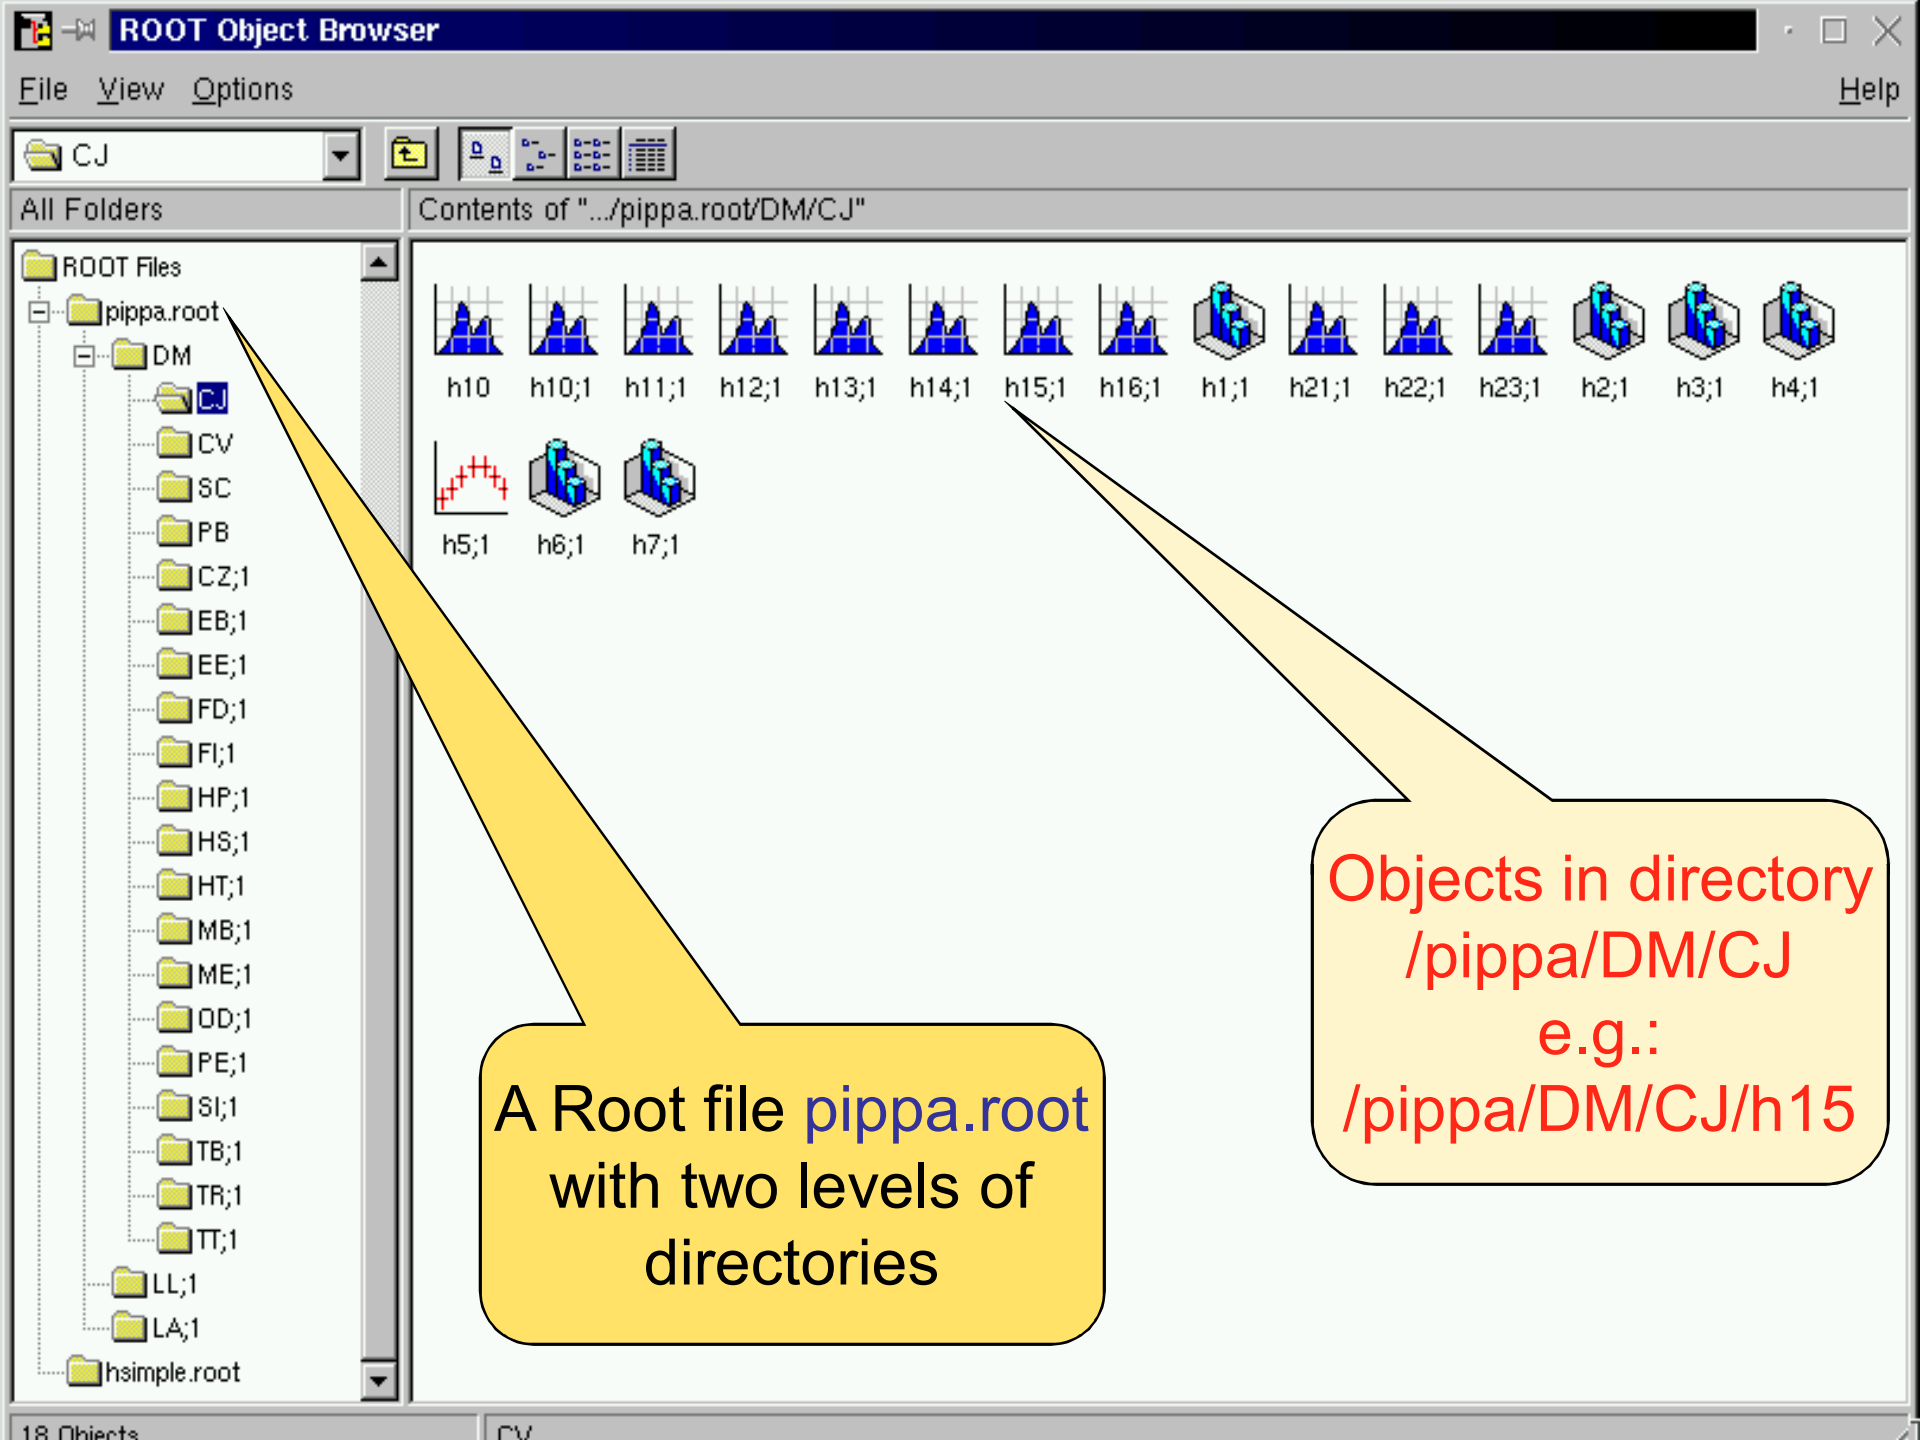 ROOT Object Browser
File View Options Help
CJ
All Folders
Contents of ".../pippa.root/DM/CJ"
ROOT Files
pippa.root
DM
CJ
CV
SC
PB
CZ;1
EB;1
EE;1
FD;1
FI;1
HP;1
HS;1
HT;1
MB;1
ME;1
OD;1
PE;1
SI;1
TB;1
TR;1
TT;1
LL;1
LA;1
hsimple.root
h10 h10;1 h11;1 h12;1 h13;1 h14;1 h15;1 h16;1 h1;1 h21;1 h22;1 h23;1 h2;1 h3;1 h4;1
h5;1 h6;1 h7;1
A Root file pippa.root
with two levels of
directories
Objects in directory
/pippa/DM/CJ
e.g.:
/pippa/DM/CJ/h15
18 Objects
CV